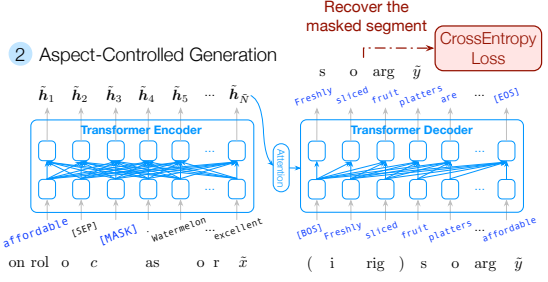 Recover the
masked segment
CrossEntropy
Loss
2 Aspect-Controlled Generation
s o arg ỹ
h̃₁ h̃₂ h̃₃ h̃₄ h̃₅ ... h̃_Ñ
Freshly sliced fruit platters are ... [EOS]
Transformer Encoder
Transformer Decoder
Attention
...
...
...
...
affordable [SEP] [MASK] . Watermelon ... excellent
[BOS] Freshly sliced fruit platters ... affordable
on rol o c as o r x̃
( i rig ) s o arg ỹ